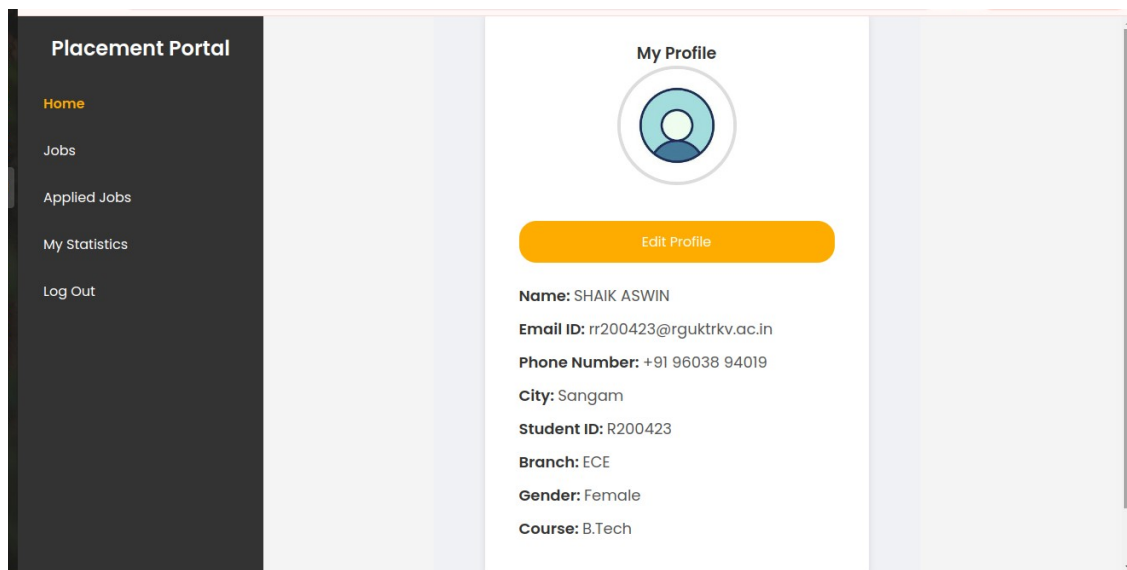 Placement Portal
Home
Jobs
Applied Jobs
My Statistics
Log Out
My Profile
Edit Profile
Name: SHAIK ASWIN
Email ID: rr200423@rguktrkv.ac.in
Phone Number: +91 96038 94019
City: Sangam
Student ID: R200423
Branch: ECE
Gender: Female
Course: B.Tech